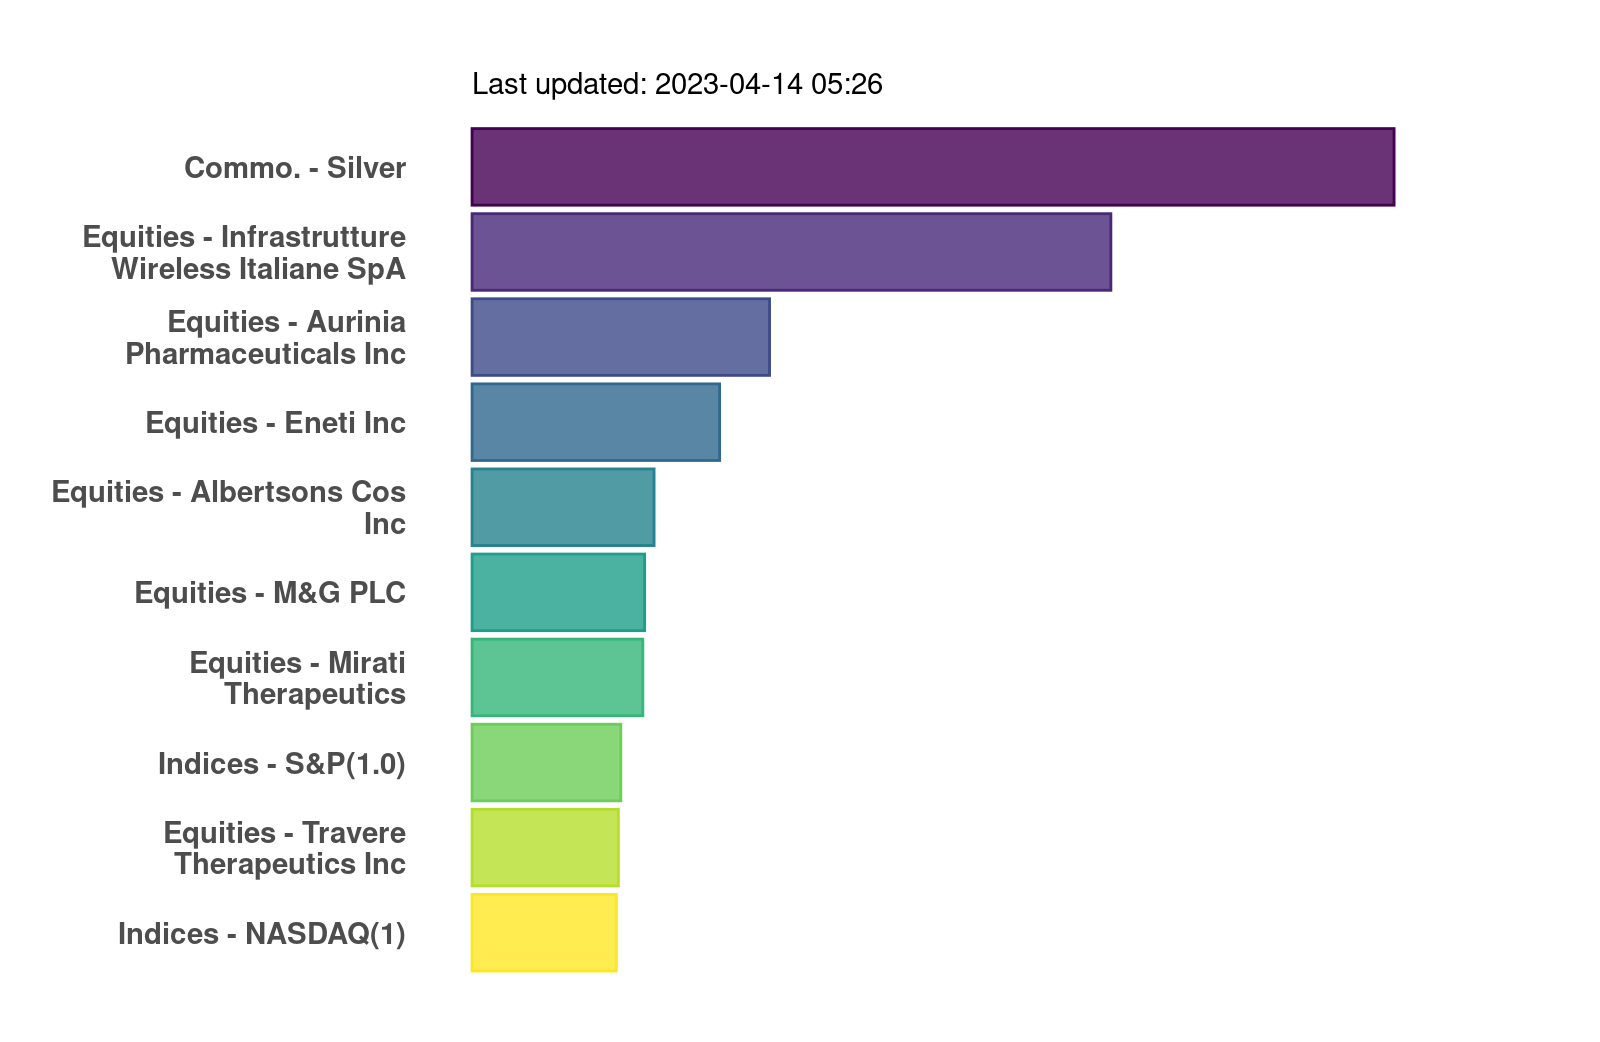 Last updated: 2023-04-14 05:26
Commo. - Silver
Equities - Infrastrutture
Wireless Italiane SpA
Equities - Aurinia
Pharmaceuticals Inc
Equities - Eneti Inc
Equities - Albertsons Cos
Inc
Equities - M&G PLC
Equities - Mirati
Therapeutics
Indices - S&P(1.0)
Equities - Travere
Therapeutics Inc
Indices - NASDAQ(1)